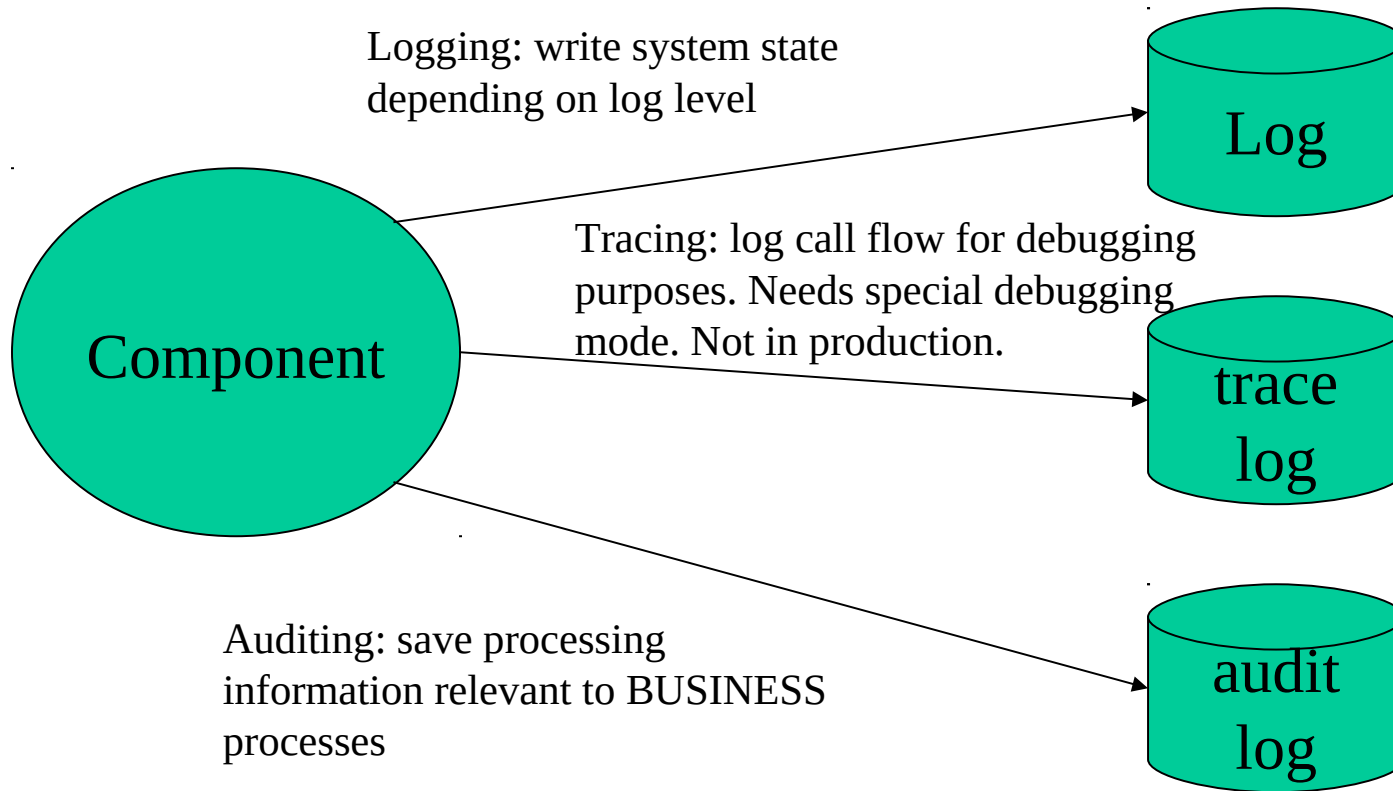 Logging: write system state
depending on log level
Log
Component
Tracing: log call flow for debugging
purposes. Needs special debugging
mode. Not in production.
trace
log
Auditing: save processing
information relevant to BUSINESS
processes
audit
log